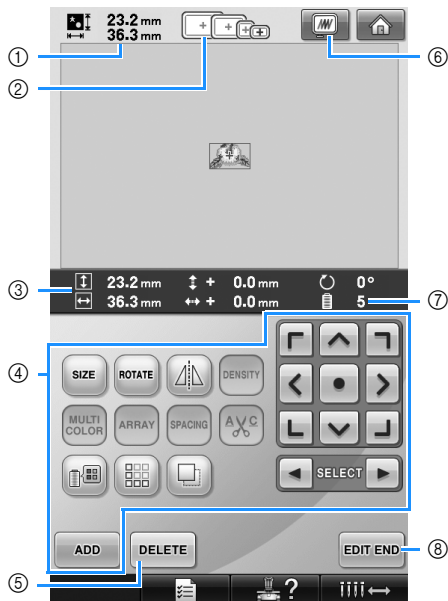 23.2 mm
36.3 mm
① ② ⑥
③ 23.2 mm + 0.0 mm 0°
36.3 mm + 0.0 mm 5 ⑦
④ SIZE ROTATE DENSITY
MULTI COLOR ARRAY SPACING A C
SELECT
ADD DELETE EDIT END ⑧
⑤ ?